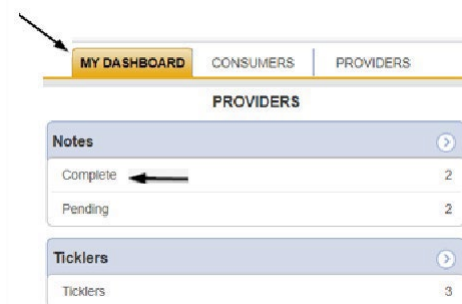 MY DASHBOARD CONSUMERS PROVIDERS
PROVIDERS
Notes
Complete 2
Pending 2
Ticklers
Ticklers 3